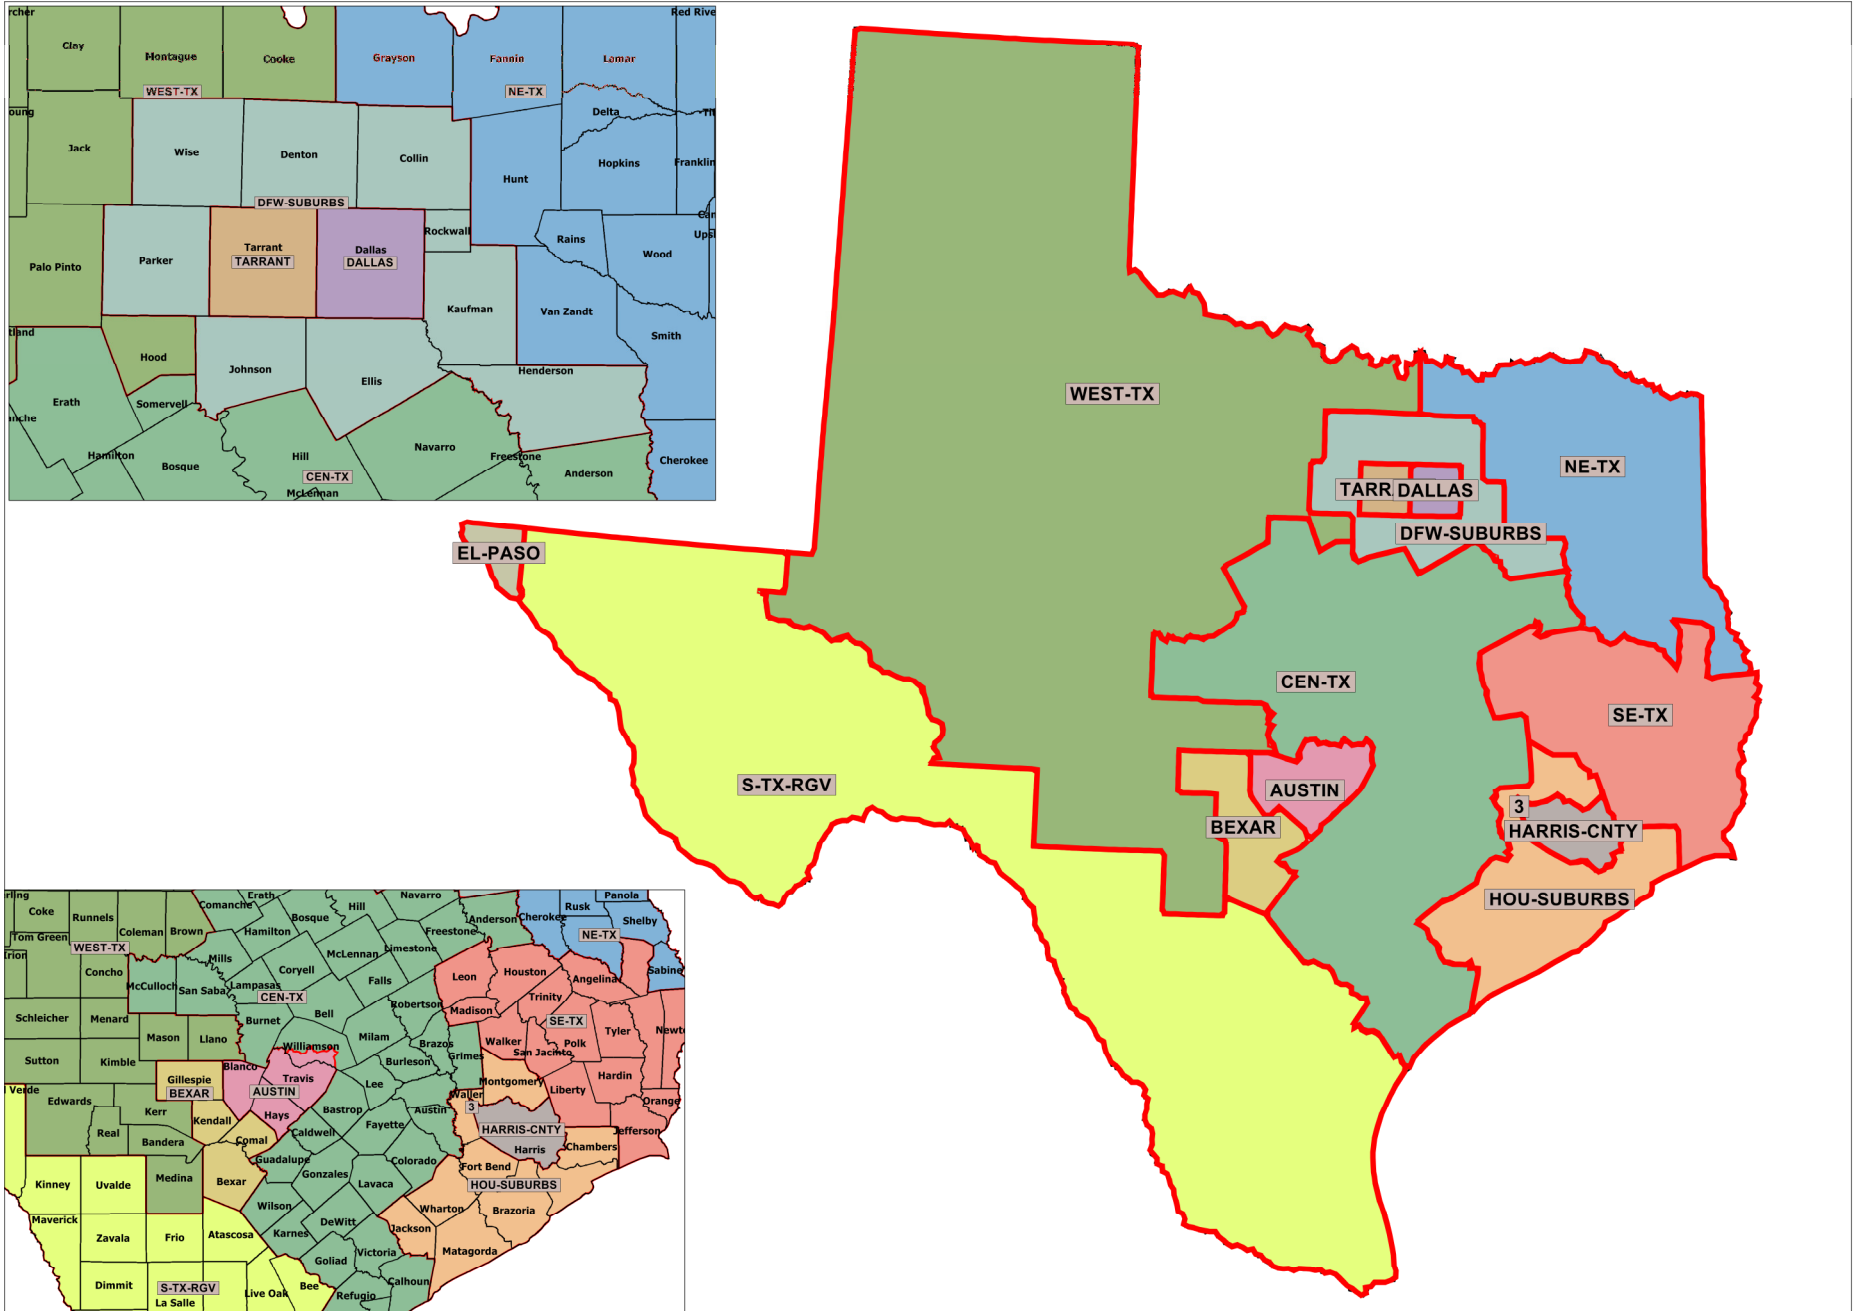 rcher
Clay
Montague
Cooke
Grayson
Fannin
Lamar
Red Rive
WEST-TX
NE-TX
oung
Delta
Tit
Jack
Wise
Denton
Collin
Hopkins
Franklin
Hunt
DFW-SUBURBS
Cam
Rockwall
Upsh
Tarrant
TARRANT
Dallas
DALLAS
Rains
Wood
Palo Pinto
Parker
Kaufman
Van Zandt
tland
Smith
Hood
Johnson
Ellis
Henderson
Erath
Somervell
nche
Hamilton
Bosque
Hill
Navarro
Freestone
Cherokee
CEN-TX
McLennan
Anderson
WEST-TX
NE-TX
TARR
DALLAS
DFW-SUBURBS
EL-PASO
CEN-TX
SE-TX
S-TX-RGV
AUSTIN
3
BEXAR
HARRIS-CNTY
HOU-SUBURBS
rling
Coke
Runnels
Coleman
Brown
Comanche
Erath
Bosque
Hill
Navarro
Cherokee
Rusk
Panola
Shelby
Tom Green
WEST-TX
Hamilton
Freestone
Anderson
NE-TX
Irion
Concho
Mills
McLennan
Limestone
Leon
Houston
Angelina
Sabine
McCulloch
San Saba
Lampasas
CEN-TX
Coryell
Falls
Robertson
Madison
Trinity
SE-TX
Schleicher
Menard
Burnet
Bell
Milam
Brazos
Walker
San Jacinto
Polk
Tyler
Newto
Mason
Llano
Williamson
Burleson
Grimes
Sutton
Kimble
Gillespie
BEXAR
Blanco
Travis
AUSTIN
Lee
Montgomery
Liberty
Hardin
l Verde
Edwards
Kerr
Kendall
Hays
Bastrop
Austin
Waller
3
Orange
Real
Bandera
Comal
Caldwell
Fayette
HARRIS-CNTY
Harris
Chambers
Jefferson
Kinney
Uvalde
Medina
Bexar
Guadalupe
Gonzales
Lavaca
Colorado
Fort Bend
HOU-SUBURBS
Maverick
Wilson
Wharton
Brazoria
Zavala
Frio
Atascosa
Karnes
DeWitt
Jackson
Matagorda
Goliad
Victoria
Dimmit
S-TX-RGV
La Salle
Live Oak
Bee
Refugio
Calhoun